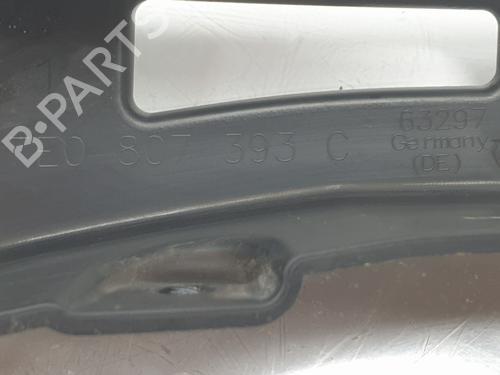 B-PARTS
E0 807 393 C
63297
Germany
(DE)